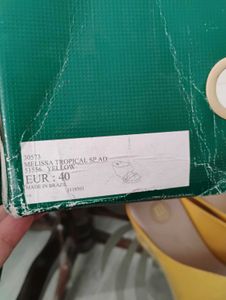 30573
MELISSA TROPICAL SP AD
51556 YELLOW
EUR : 40
MADE IN BRAZIL